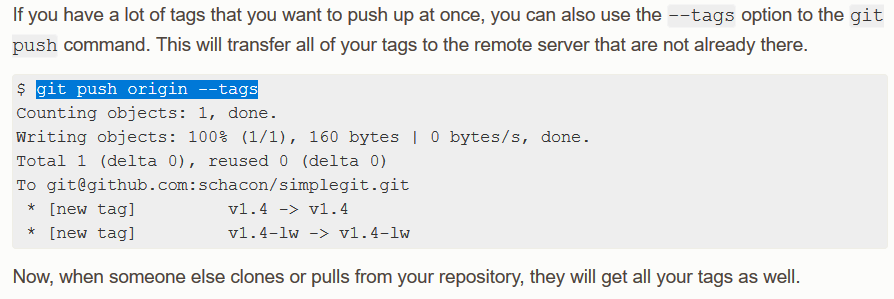 If you have a lot of tags that you want to push up at once, you can also use the --tags option to the git
push command. This will transfer all of your tags to the remote server that are not already there.
$ git push origin --tags
Counting objects: 1, done.
Writing objects: 100% (1/1), 160 bytes | 0 bytes/s, done.
Total 1 (delta 0), reused 0 (delta 0)
To git@github.com:schacon/simplegit.git
 * [new tag]         v1.4 -> v1.4
 * [new tag]         v1.4-lw -> v1.4-lw
Now, when someone else clones or pulls from your repository, they will get all your tags as well.